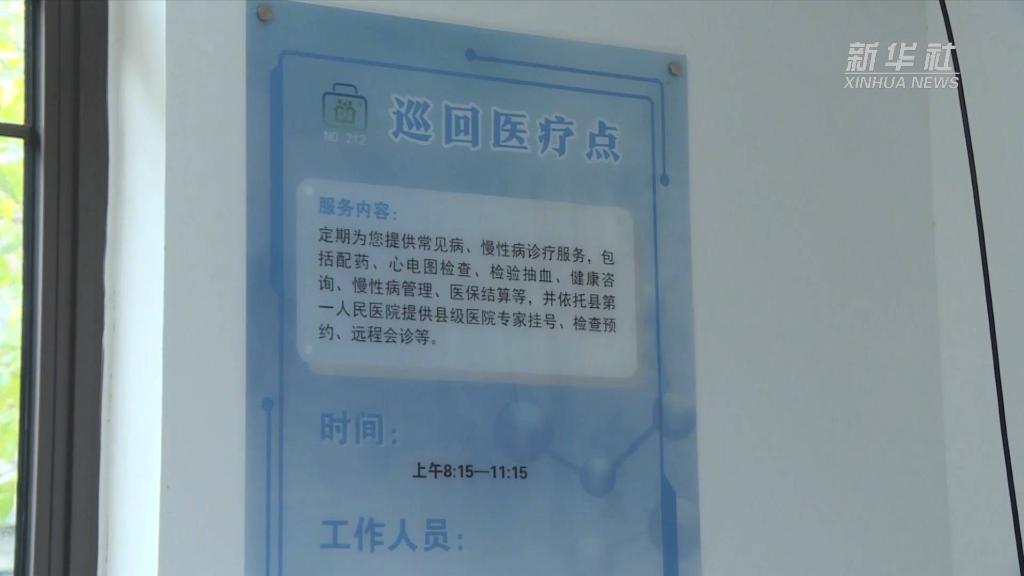 新华社
XINHUA NEWS
NO 212
巡回医疗点
服务内容：
定期为您提供常见病、慢性病诊疗服务，包
括配药、心电图检查、检验抽血、健康咨
询、慢性病管理、医保结算等，并依托县第
一人民医院提供县级医院专家挂号、检查预
约、远程会诊等。
时间：
上午8:15—11:15
工作人员：